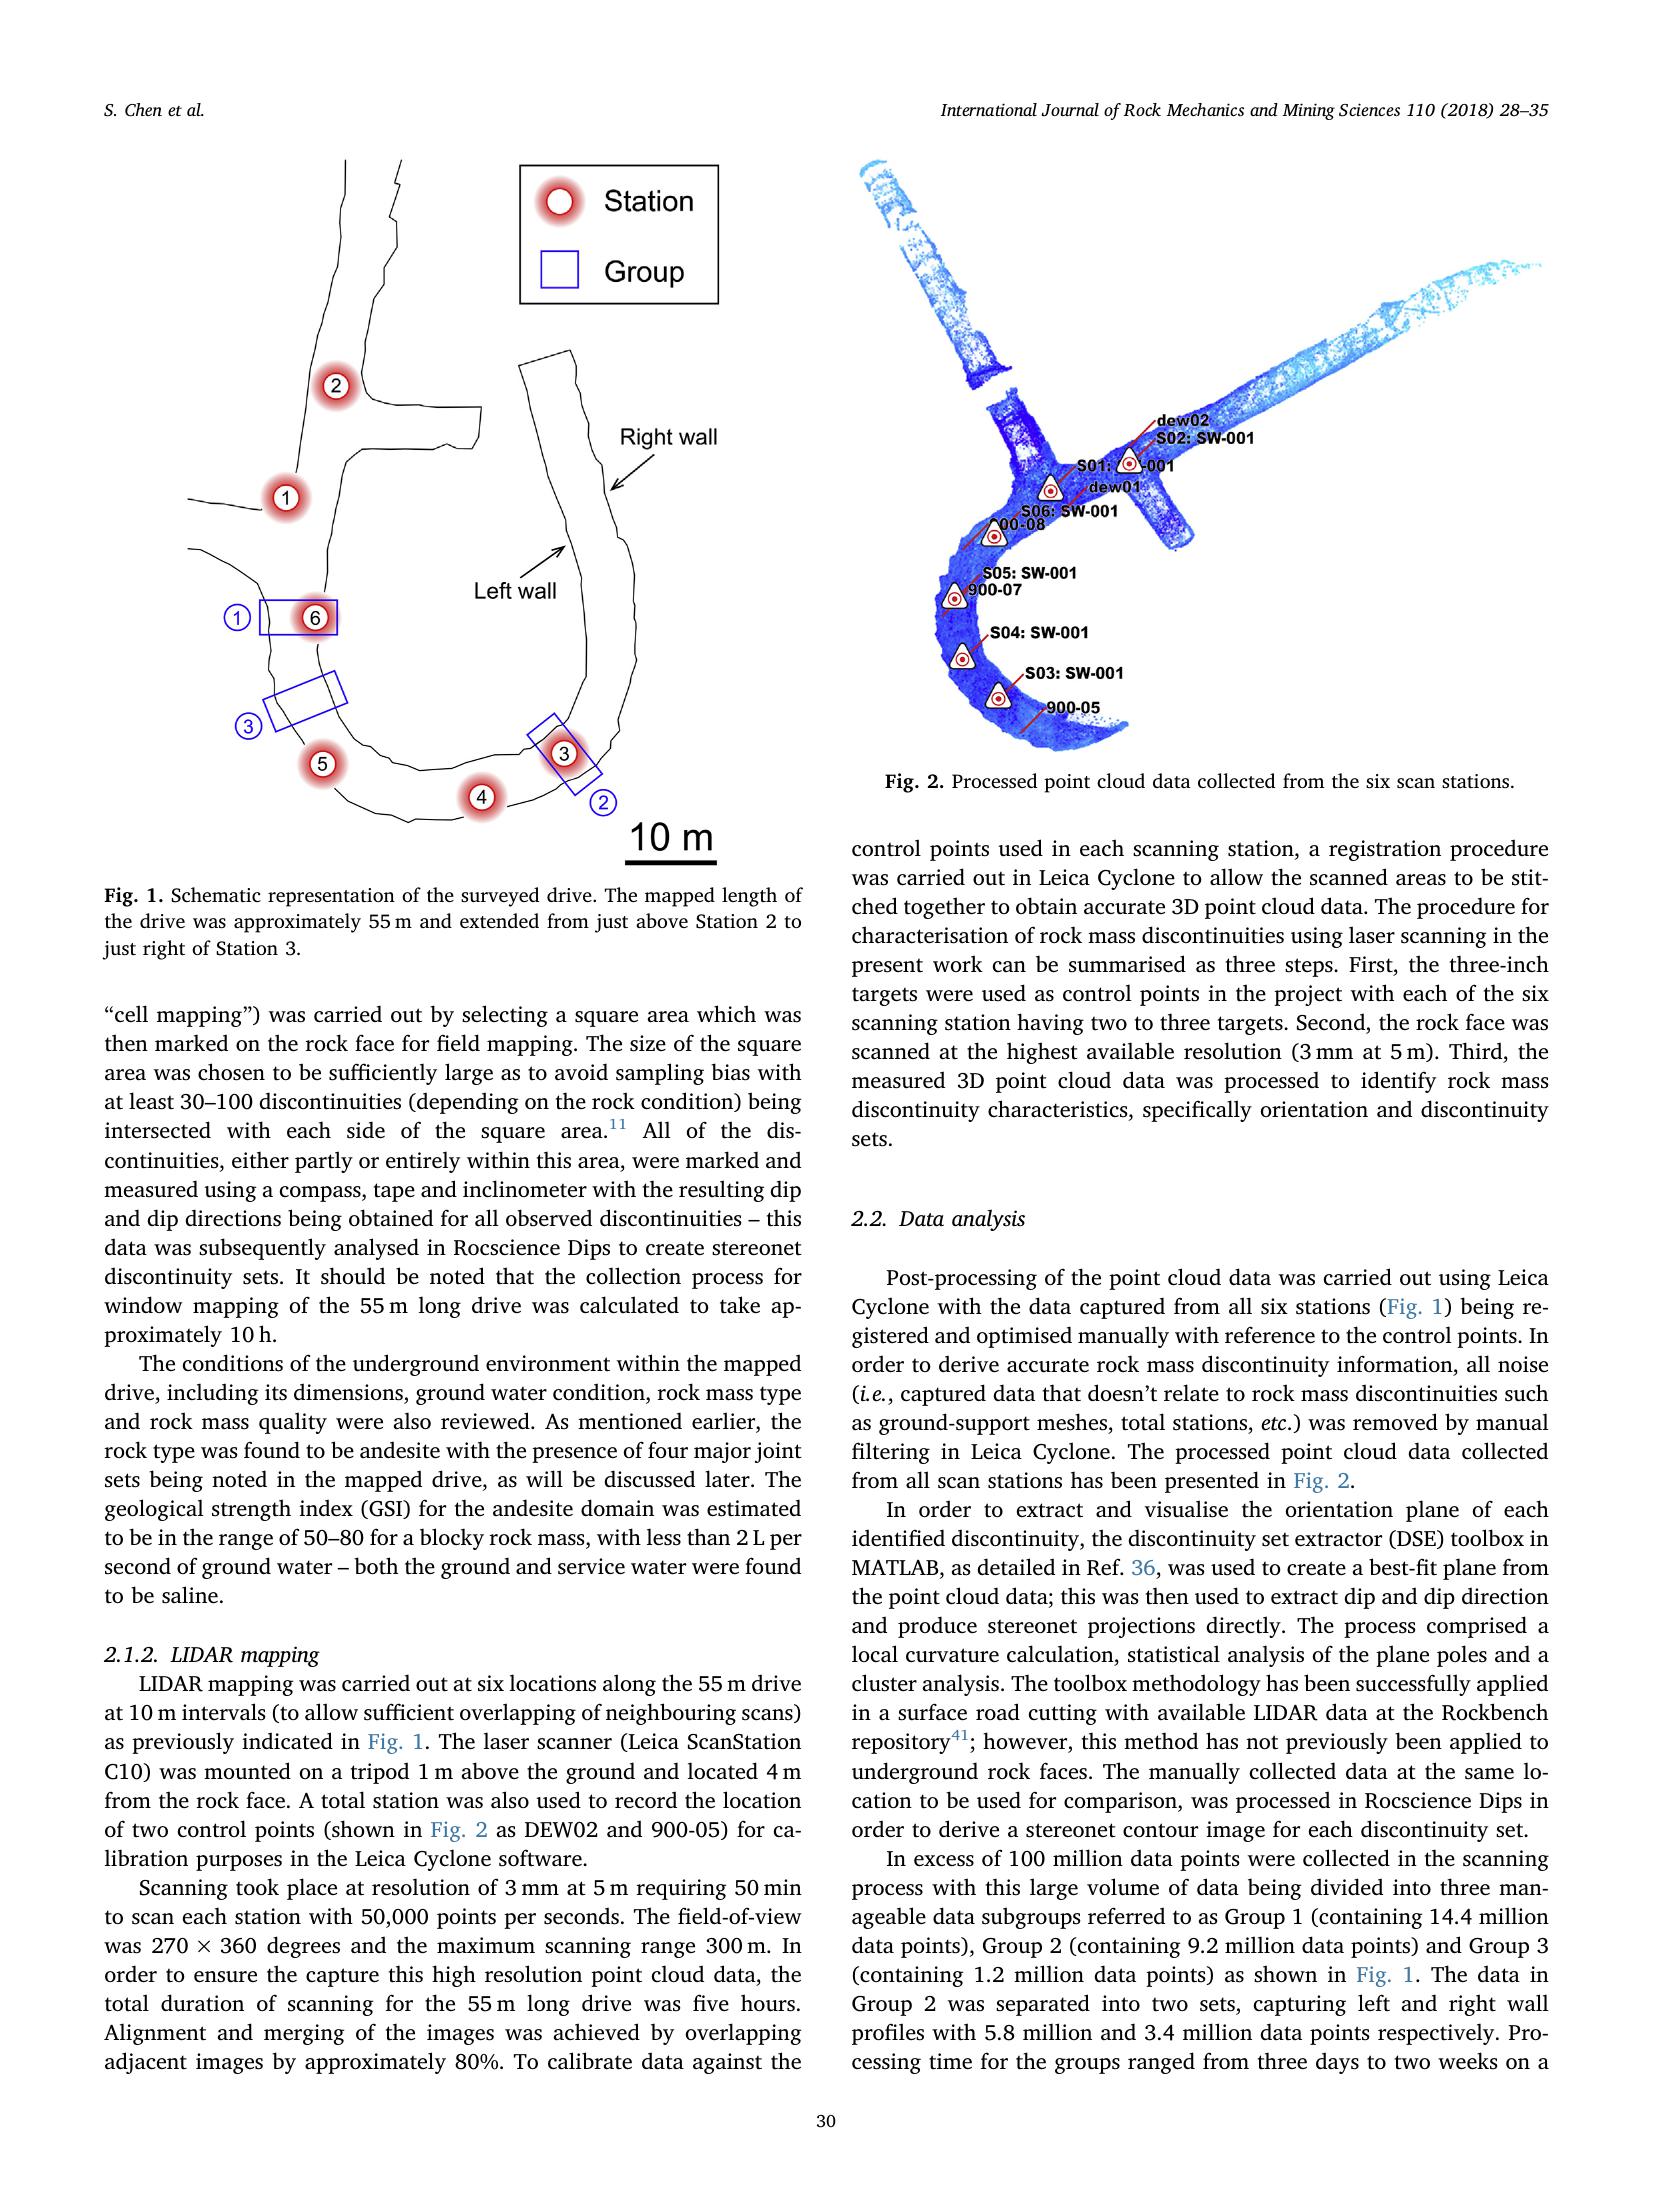 S. Chen et al.
International Journal of Rock Mechanics and Mining Sciences 110 (2018) 28–35
Station
Group
2
1
Right wall
Left wall
1
6
3
5
4
3
2
10 m
Fig. 1. Schematic representation of the surveyed drive. The mapped length of
the drive was approximately 55 m and extended from just above Station 2 to
just right of Station 3.
“cell mapping”) was carried out by selecting a square area which was
then marked on the rock face for field mapping. The size of the square
area was chosen to be sufficiently large as to avoid sampling bias with
at least 30–100 discontinuities (depending on the rock condition) being
intersected with each side of the square area.11 All of the dis-
continuities, either partly or entirely within this area, were marked and
measured using a compass, tape and inclinometer with the resulting dip
and dip directions being obtained for all observed discontinuities – this
data was subsequently analysed in Rocscience Dips to create stereonet
discontinuity sets. It should be noted that the collection process for
window mapping of the 55 m long drive was calculated to take ap-
proximately 10 h.
The conditions of the underground environment within the mapped
drive, including its dimensions, ground water condition, rock mass type
and rock mass quality were also reviewed. As mentioned earlier, the
rock type was found to be andesite with the presence of four major joint
sets being noted in the mapped drive, as will be discussed later. The
geological strength index (GSI) for the andesite domain was estimated
to be in the range of 50–80 for a blocky rock mass, with less than 2 L per
second of ground water – both the ground and service water were found
to be saline.
2.1.2. LIDAR mapping
LIDAR mapping was carried out at six locations along the 55 m drive
at 10 m intervals (to allow sufficient overlapping of neighbouring scans)
as previously indicated in Fig. 1. The laser scanner (Leica ScanStation
C10) was mounted on a tripod 1 m above the ground and located 4 m
from the rock face. A total station was also used to record the location
of two control points (shown in Fig. 2 as DEW02 and 900-05) for ca-
libration purposes in the Leica Cyclone software.
Scanning took place at resolution of 3 mm at 5 m requiring 50 min
to scan each station with 50,000 points per seconds. The field-of-view
was 270 × 360 degrees and the maximum scanning range 300 m. In
order to ensure the capture this high resolution point cloud data, the
total duration of scanning for the 55 m long drive was five hours.
Alignment and merging of the images was achieved by overlapping
adjacent images by approximately 80%. To calibrate data against the
dew02
S02: SW-001
S01: -001
dew01
S06: SW-001
00-08
S05: SW-001
900-07
S04: SW-001
S03: SW-001
900-05
Fig. 2. Processed point cloud data collected from the six scan stations.
control points used in each scanning station, a registration procedure
was carried out in Leica Cyclone to allow the scanned areas to be stit-
ched together to obtain accurate 3D point cloud data. The procedure for
characterisation of rock mass discontinuities using laser scanning in the
present work can be summarised as three steps. First, the three-inch
targets were used as control points in the project with each of the six
scanning station having two to three targets. Second, the rock face was
scanned at the highest available resolution (3 mm at 5 m). Third, the
measured 3D point cloud data was processed to identify rock mass
discontinuity characteristics, specifically orientation and discontinuity
sets.
2.2. Data analysis
Post-processing of the point cloud data was carried out using Leica
Cyclone with the data captured from all six stations (Fig. 1) being re-
gistered and optimised manually with reference to the control points. In
order to derive accurate rock mass discontinuity information, all noise
(i.e., captured data that doesn’t relate to rock mass discontinuities such
as ground-support meshes, total stations, etc.) was removed by manual
filtering in Leica Cyclone. The processed point cloud data collected
from all scan stations has been presented in Fig. 2.
In order to extract and visualise the orientation plane of each
identified discontinuity, the discontinuity set extractor (DSE) toolbox in
MATLAB, as detailed in Ref. 36, was used to create a best-fit plane from
the point cloud data; this was then used to extract dip and dip direction
and produce stereonet projections directly. The process comprised a
local curvature calculation, statistical analysis of the plane poles and a
cluster analysis. The toolbox methodology has been successfully applied
in a surface road cutting with available LIDAR data at the Rockbench
repository41; however, this method has not previously been applied to
underground rock faces. The manually collected data at the same lo-
cation to be used for comparison, was processed in Rocscience Dips in
order to derive a stereonet contour image for each discontinuity set.
In excess of 100 million data points were collected in the scanning
process with this large volume of data being divided into three man-
ageable data subgroups referred to as Group 1 (containing 14.4 million
data points), Group 2 (containing 9.2 million data points) and Group 3
(containing 1.2 million data points) as shown in Fig. 1. The data in
Group 2 was separated into two sets, capturing left and right wall
profiles with 5.8 million and 3.4 million data points respectively. Pro-
cessing time for the groups ranged from three days to two weeks on a
30